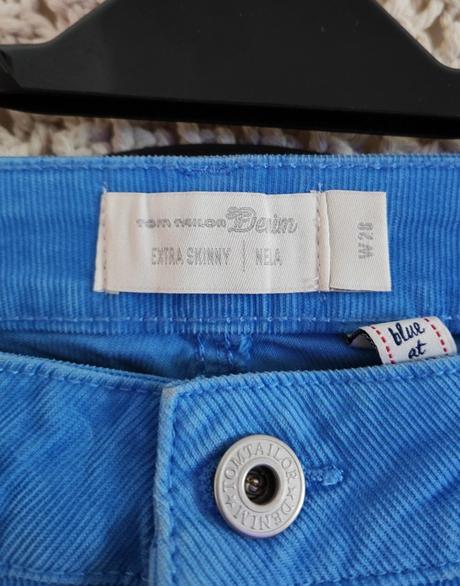 TOM TAILOR Denim
EXTRA SKINNY | NELA
W28
blue
at
TOM TAILOR
DENIM